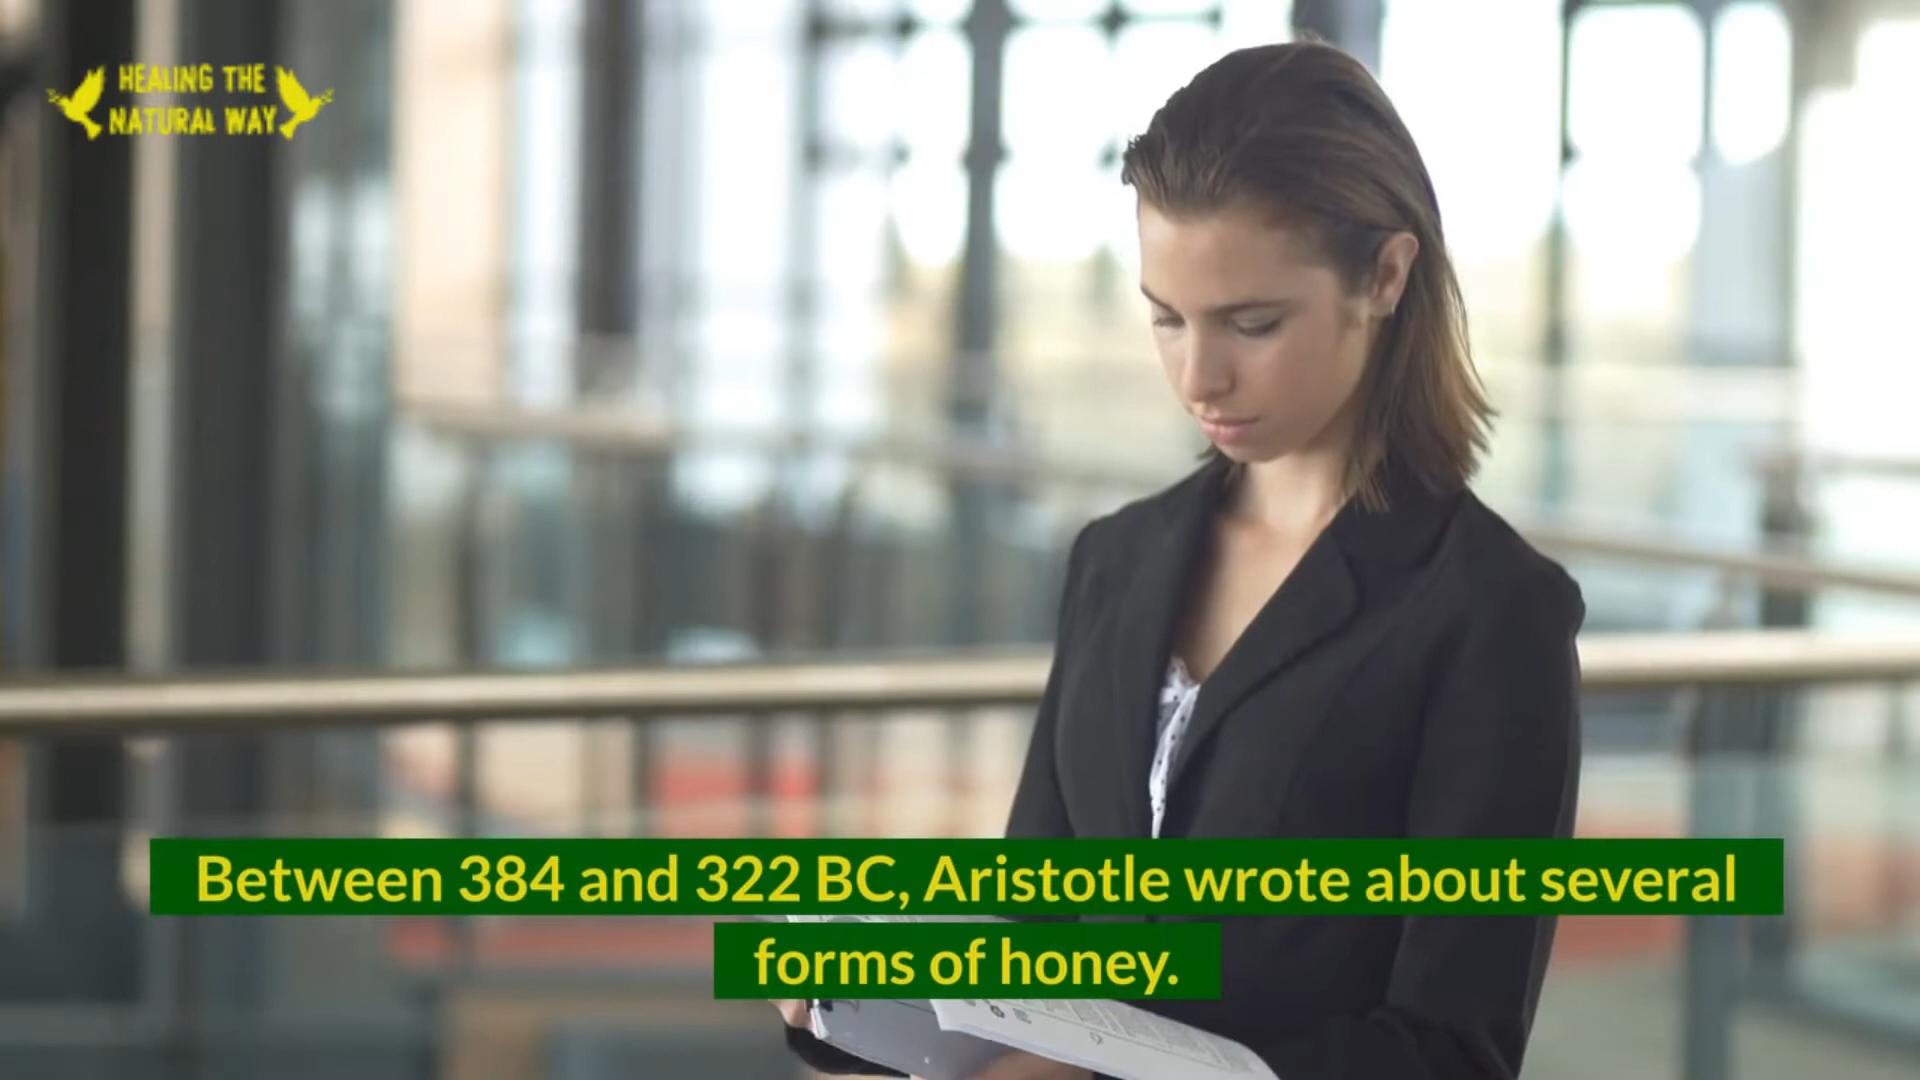 HEALING THE
NATURAL WAY
Between 384 and 322 BC, Aristotle wrote about several
forms of honey.